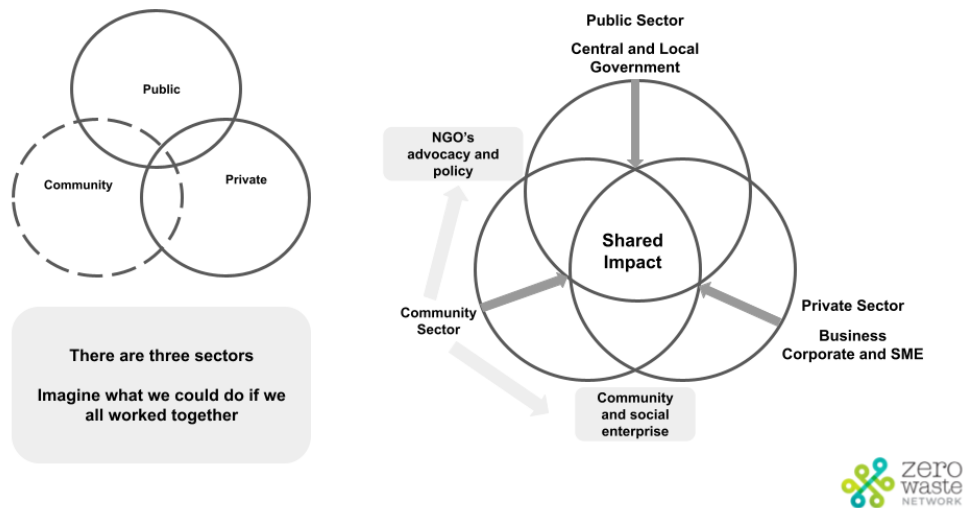 Public
Community
Private
There are three sectors
Imagine what we could do if we
all worked together
Public Sector
Central and Local
Government
NGO's
advocacy and
policy
Shared
Impact
Community
Sector
Private Sector
Business
Corporate and SME
Community
and social
enterprise
zero
waste
NETWORK